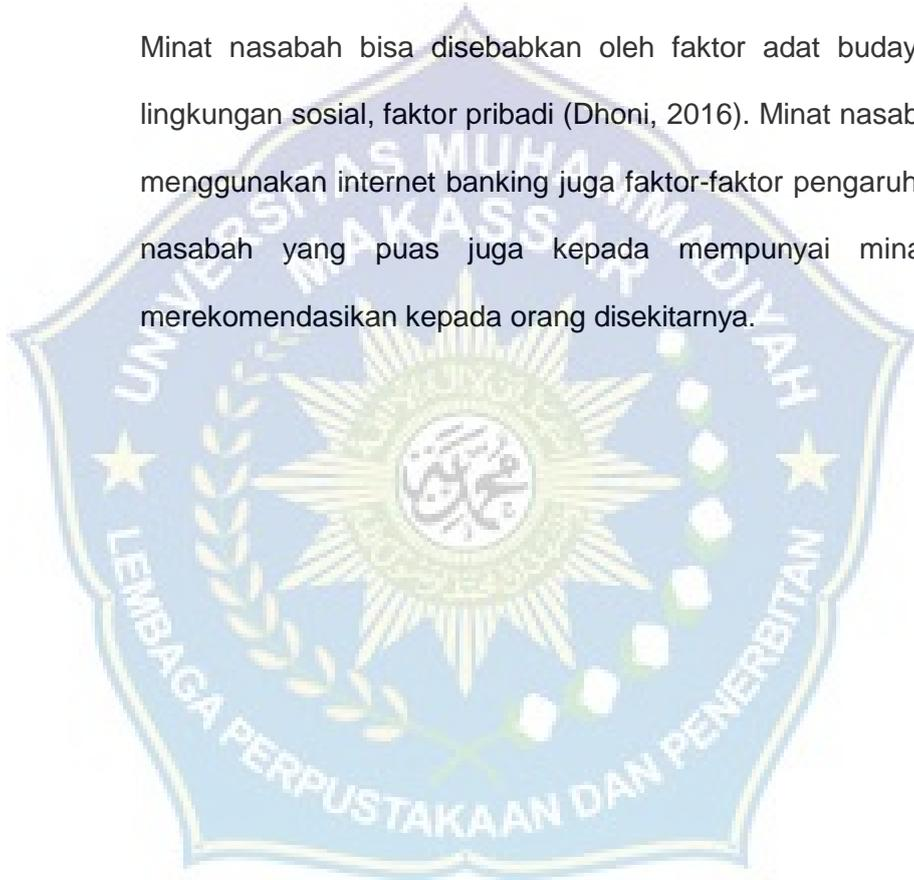 Minat nasabah bisa disebabkan oleh faktor adat buday
lingkungan sosial, faktor pribadi (Dhoni, 2016). Minat nasab
menggunakan internet banking juga faktor-faktor pengaruh
nasabah yang puas juga kepada mempunyai mina
merekomendasikan kepada orang disekitarnya.
UNIVERSITAS MUHAMMADIYAH
MAKASSAR
LEMBAGA PERPUSTAKAAN DAN PENERBITAN